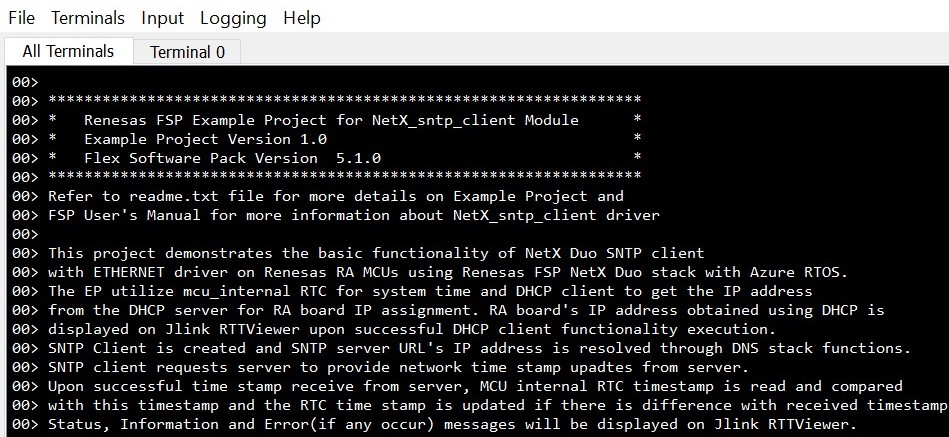 File Terminals Input Logging Help
All Terminals Terminal 0
00>
00> ******************************************************************
00> *   Renesas FSP Example Project for NetX_sntp_client Module      *
00> *   Example Project Version 1.0                                  *
00> *   Flex Software Pack Version  5.1.0                            *
00> ******************************************************************
00> Refer to readme.txt file for more details on Example Project and
00> FSP User's Manual for more information about NetX_sntp_client driver
00>
00> This project demonstrates the basic functionality of NetX Duo SNTP client
00> with ETHERNET driver on Renesas RA MCUs using Renesas FSP NetX Duo stack with Azure RTOS.
00> The EP utilize mcu_internal RTC for system time and DHCP client to get the IP address
00> from the DHCP server for RA board IP assignment. RA board's IP address obtained using DHCP is
00> displayed on Jlink RTTViewer upon successful DHCP client functionality execution.
00> SNTP Client is created and SNTP server URL's IP address is resolved through DNS stack functions.
00> SNTP client requests server to provide network time stamp upadtes from server.
00> Upon successful time stamp receive from server, MCU internal RTC timestamp is read and compared
00> with this timestamp and the RTC time stamp is updated if there is difference with received timestamp
00> Status, Information and Error(if any occur) messages will be displayed on Jlink RTTViewer.